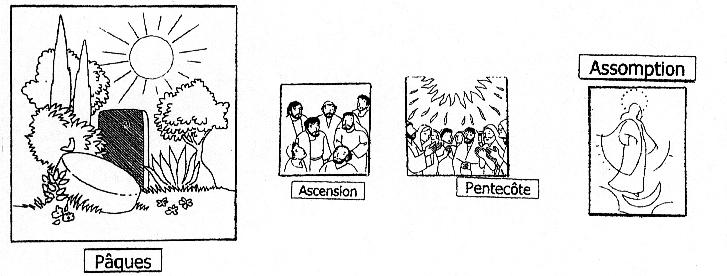 Pâques
Ascension
Pentecôte
Assomption